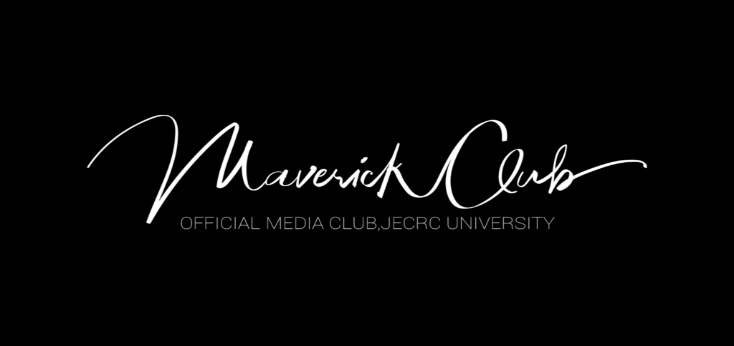 Maverick Club
OFFICIAL MEDIA CLUB,JECRC UNIVERSITY